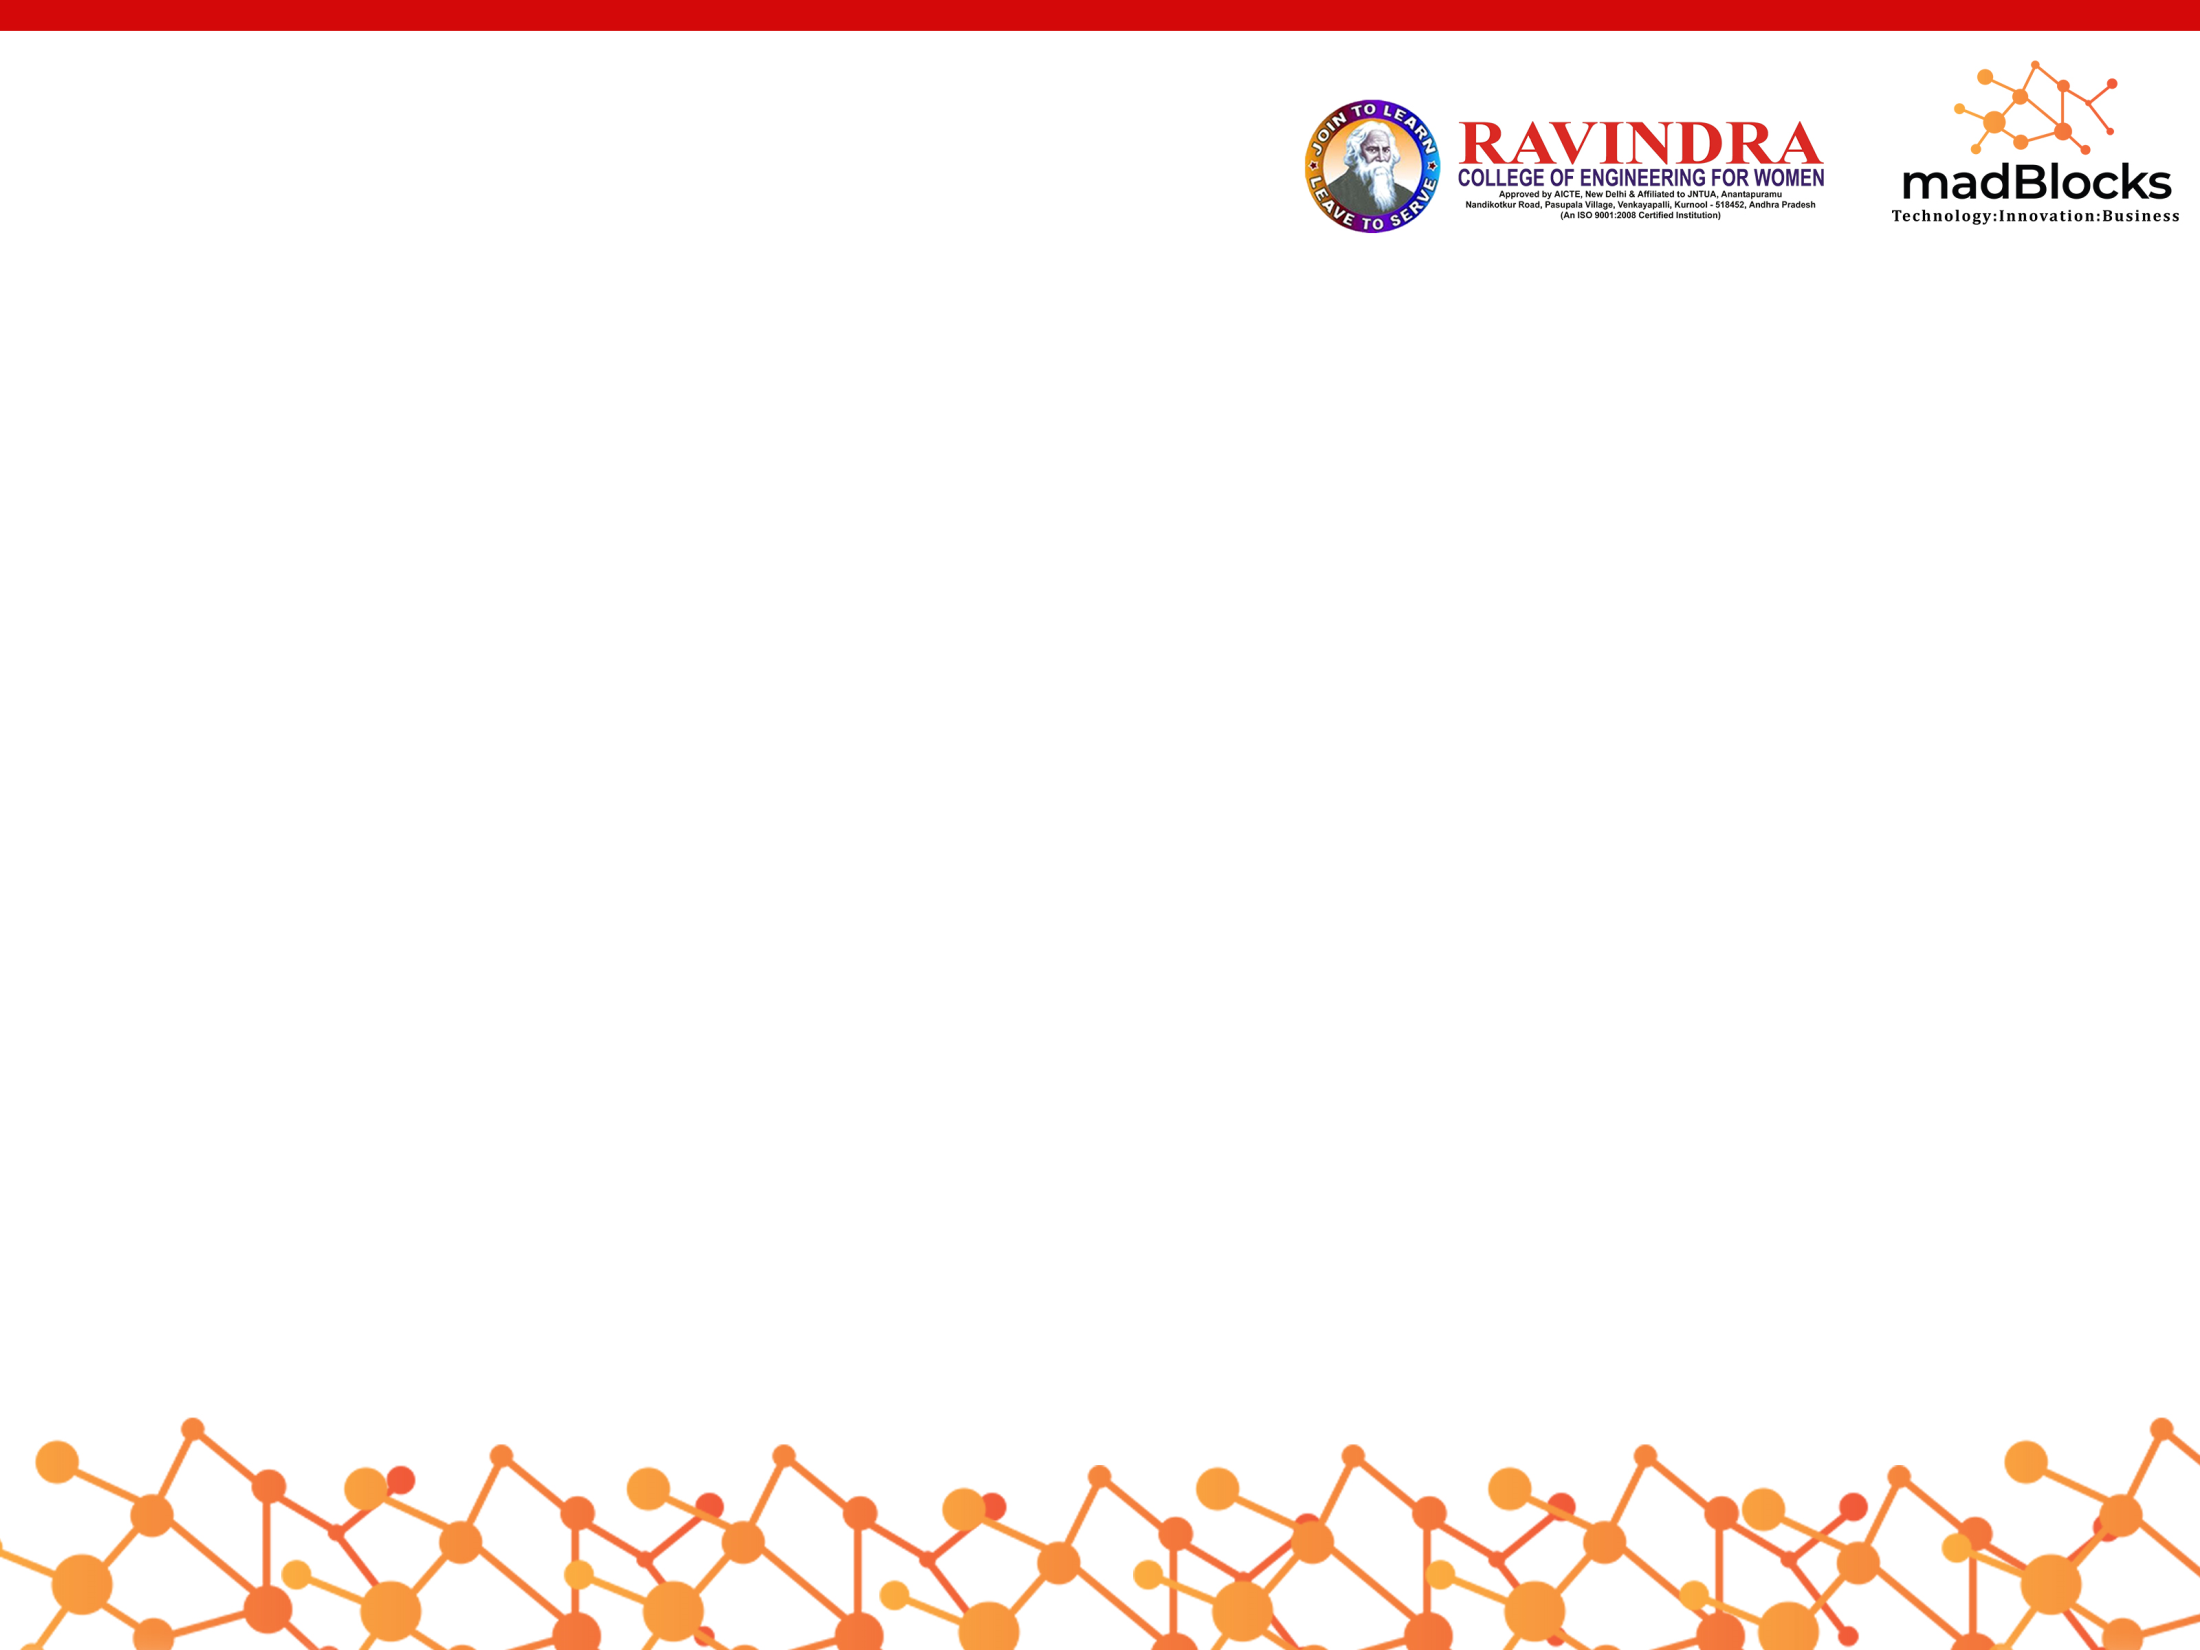 JOIN TO LEARN
LEAVE TO SERVE
RAVINDRA
COLLEGE OF ENGINEERING FOR WOMEN
Approved by AICTE, New Delhi & Affiliated to JNTUA, Anantapuramu
Nandikotkur Road, Pasupala Village, Venkayapalli, Kurnool - 518452, Andhra Pradesh
(An ISO 9001:2008 Certified Institution)
madBlocks
Technology:Innovation:Business